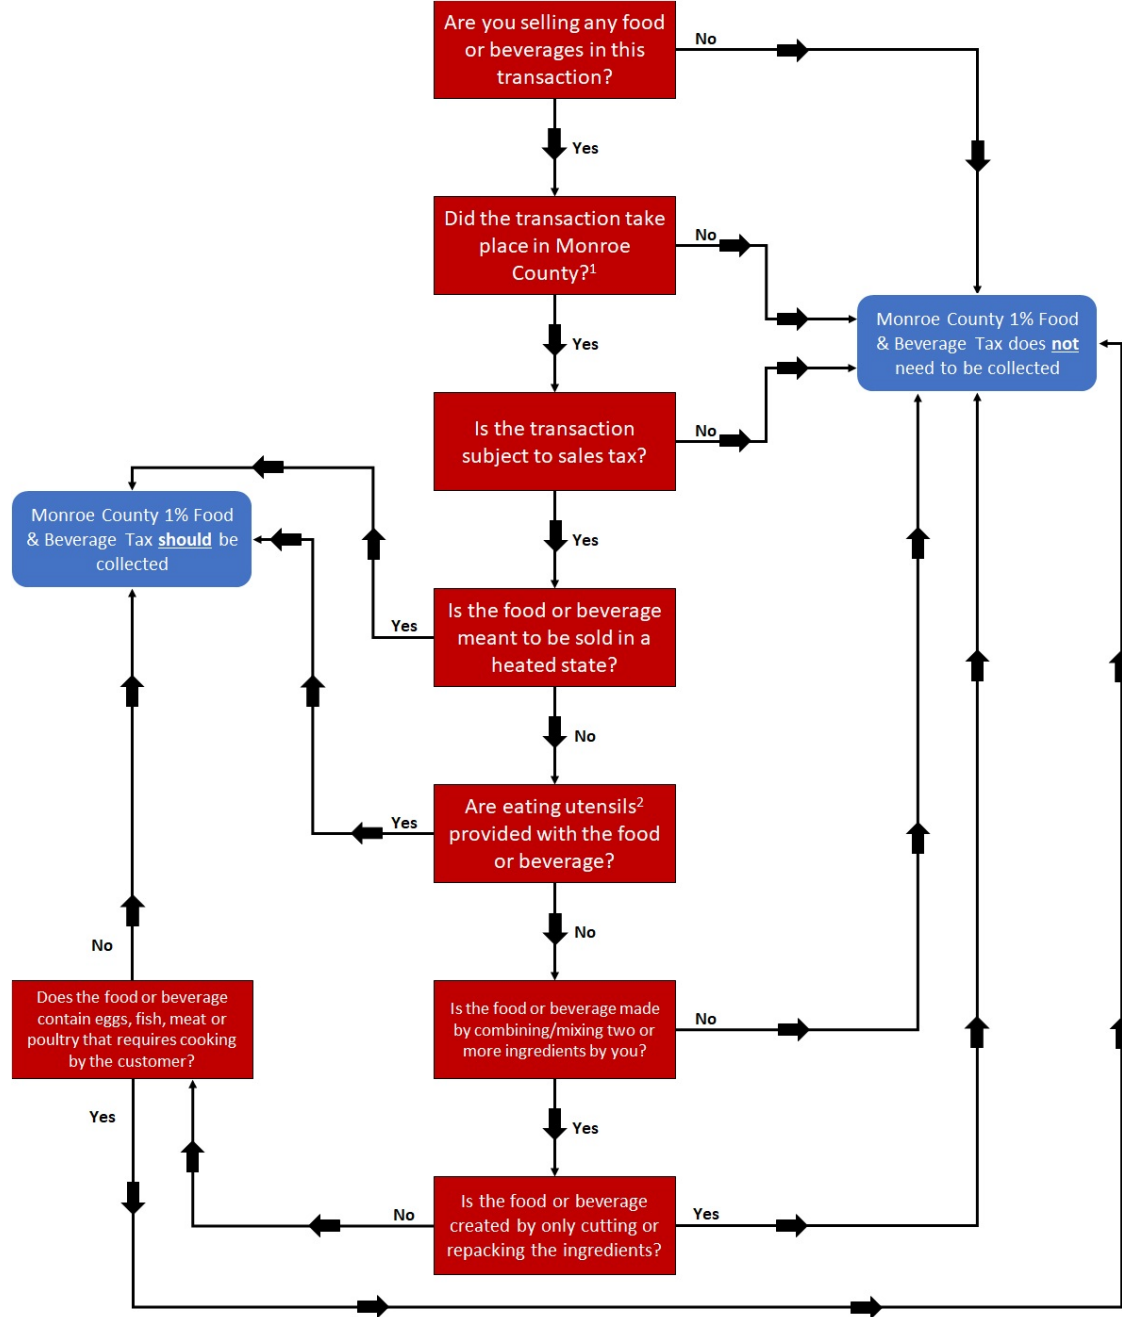 Are you selling any food
or beverages in this
transaction?
No
Yes
Did the transaction take
place in Monroe
County?¹
No
Yes
Monroe County 1% Food
& Beverage Tax does not
need to be collected
Is the transaction
subject to sales tax?
No
Yes
Monroe County 1% Food
& Beverage Tax should be
collected
Is the food or beverage
meant to be sold in a
heated state?
Yes
No
Are eating utensils²
provided with the food
or beverage?
Yes
No
No
Does the food or beverage
contain eggs, fish, meat or
poultry that requires cooking
by the customer?
Yes
Is the food or beverage made
by combining/mixing two or
more ingredients by you?
No
Yes
Is the food or beverage
created by only cutting or
repacking the ingredients?
No
Yes